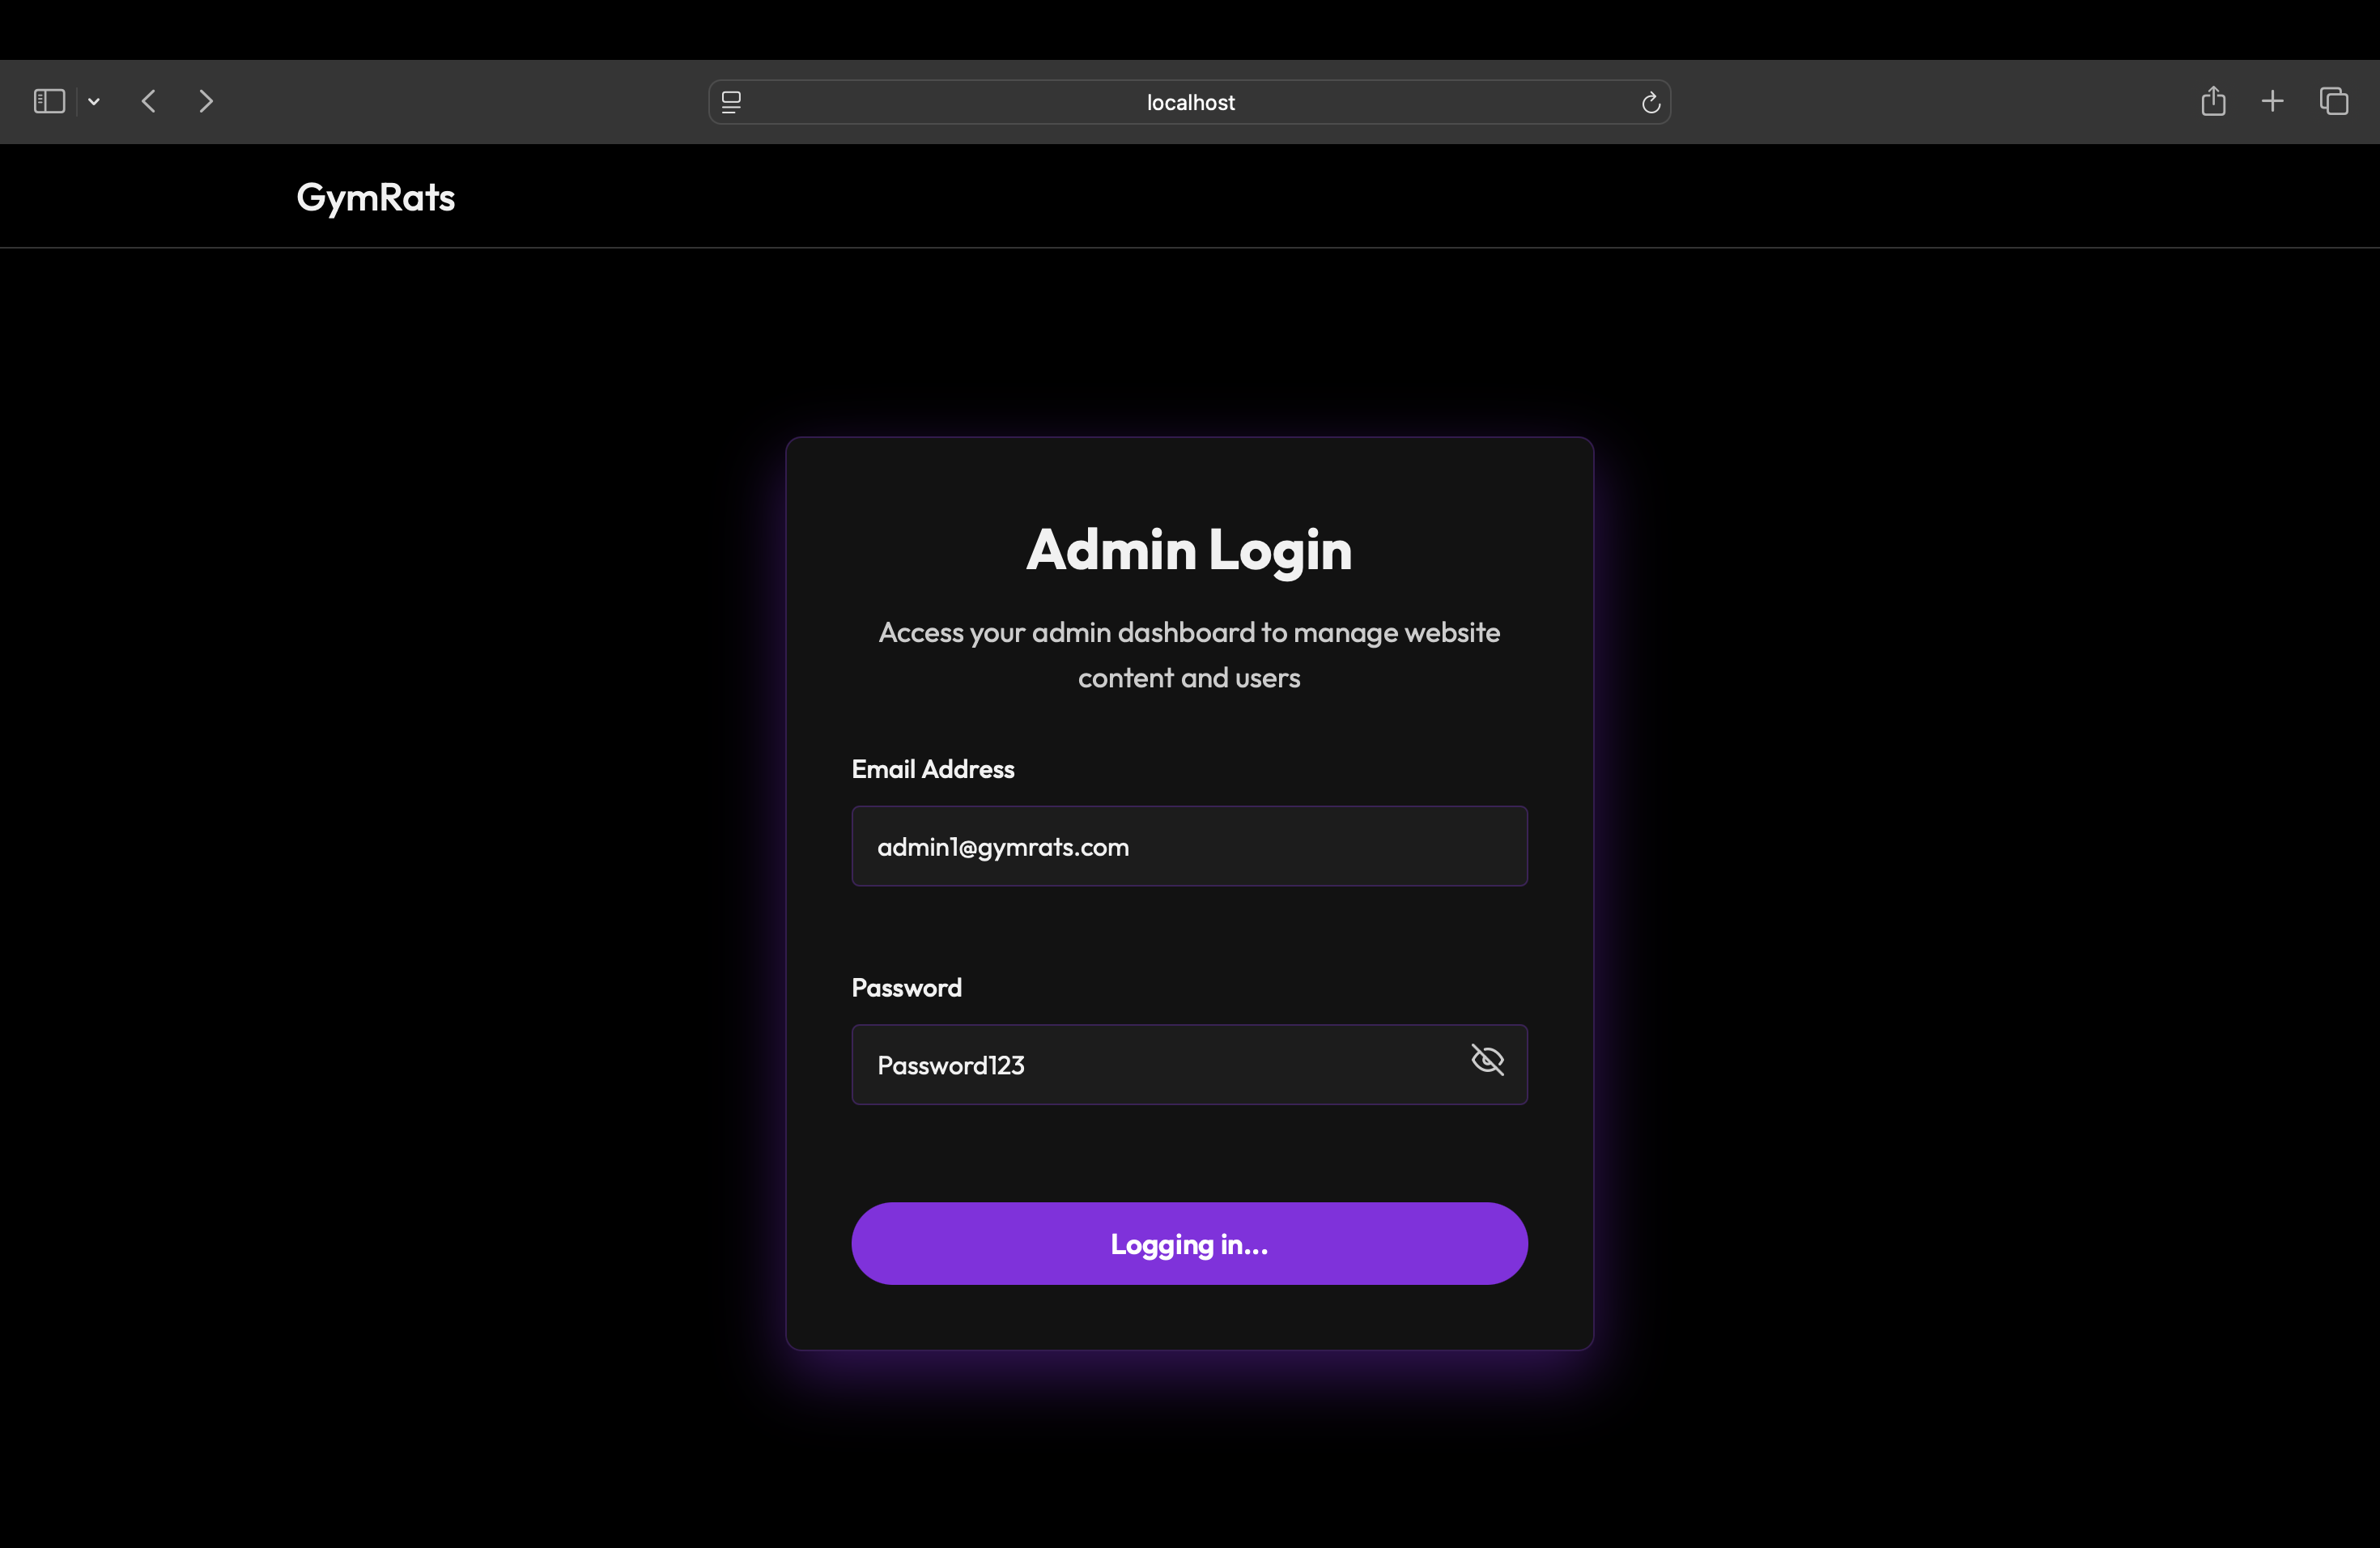 localhost
GymRats
Admin Login
Access your admin dashboard to manage website
content and users
Email Address
admin1@gymrats.com
Password
Password123
Logging in...